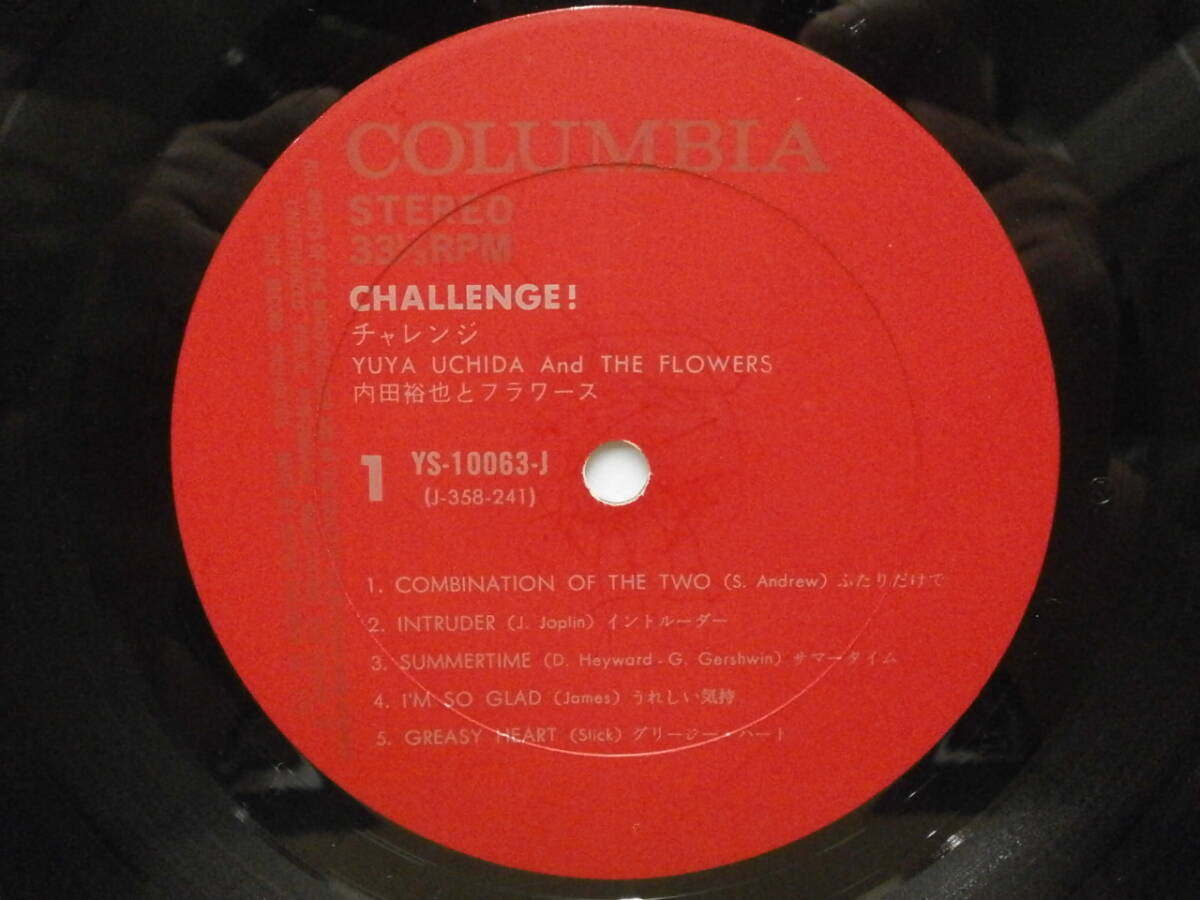 COLUMBIA
STEREO
33⅓RPM
CHALLENGE!
チャレンジ
YUYA UCHIDA And THE FLOWERS
内田裕也とフラワース
1 YS-10063-J
(J-358-241)
1. COMBINATION OF THE TWO (S. Andrew) ふたりだけで
2. INTRUDER (J. Joplin) イントルーダー
3. SUMMERTIME (D. Heyward - G. Gershwin) サマータイム
4. I'M SO GLAD (James) うれしい気持
5. GREASY HEART (Slick) グリージー・ハート